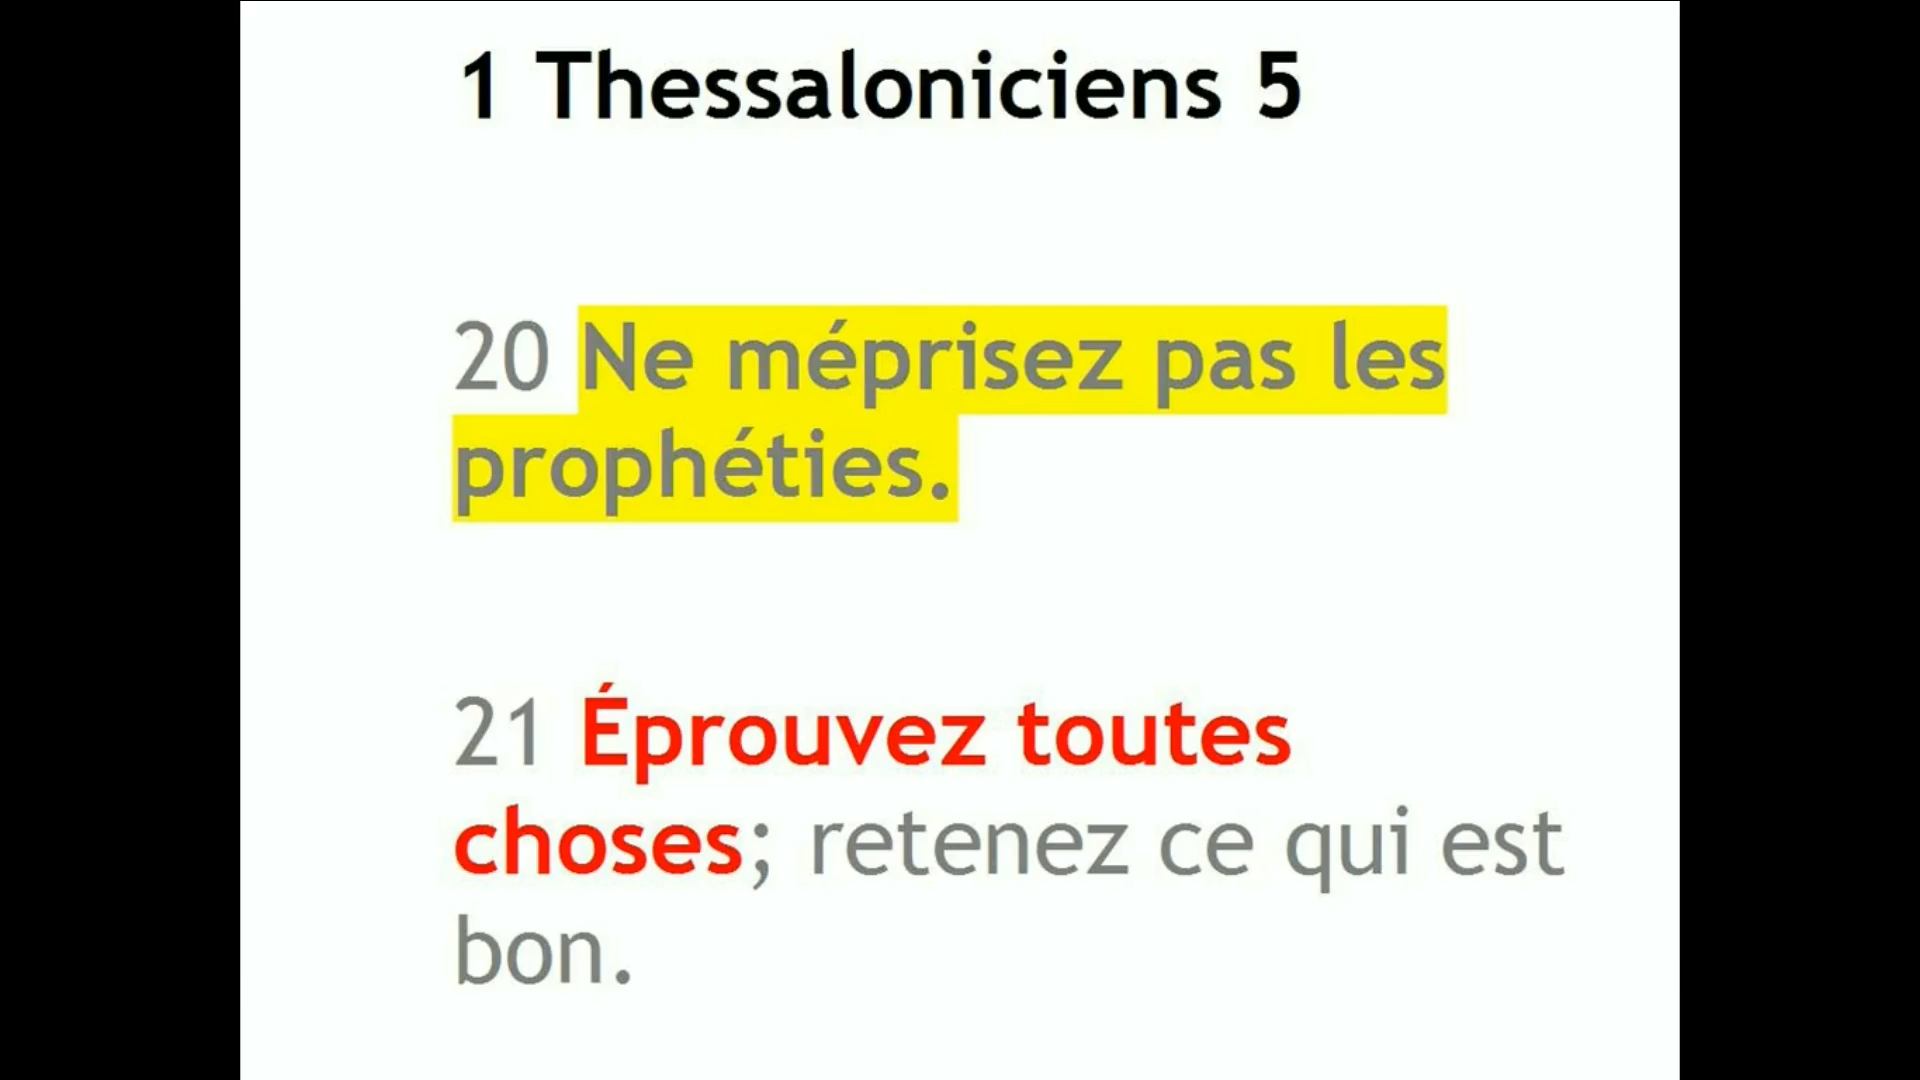 1 Thessaloniciens 5
20 Ne méprisez pas les
prophéties.
21 Éprouvez toutes
choses; retenez ce qui est
bon.